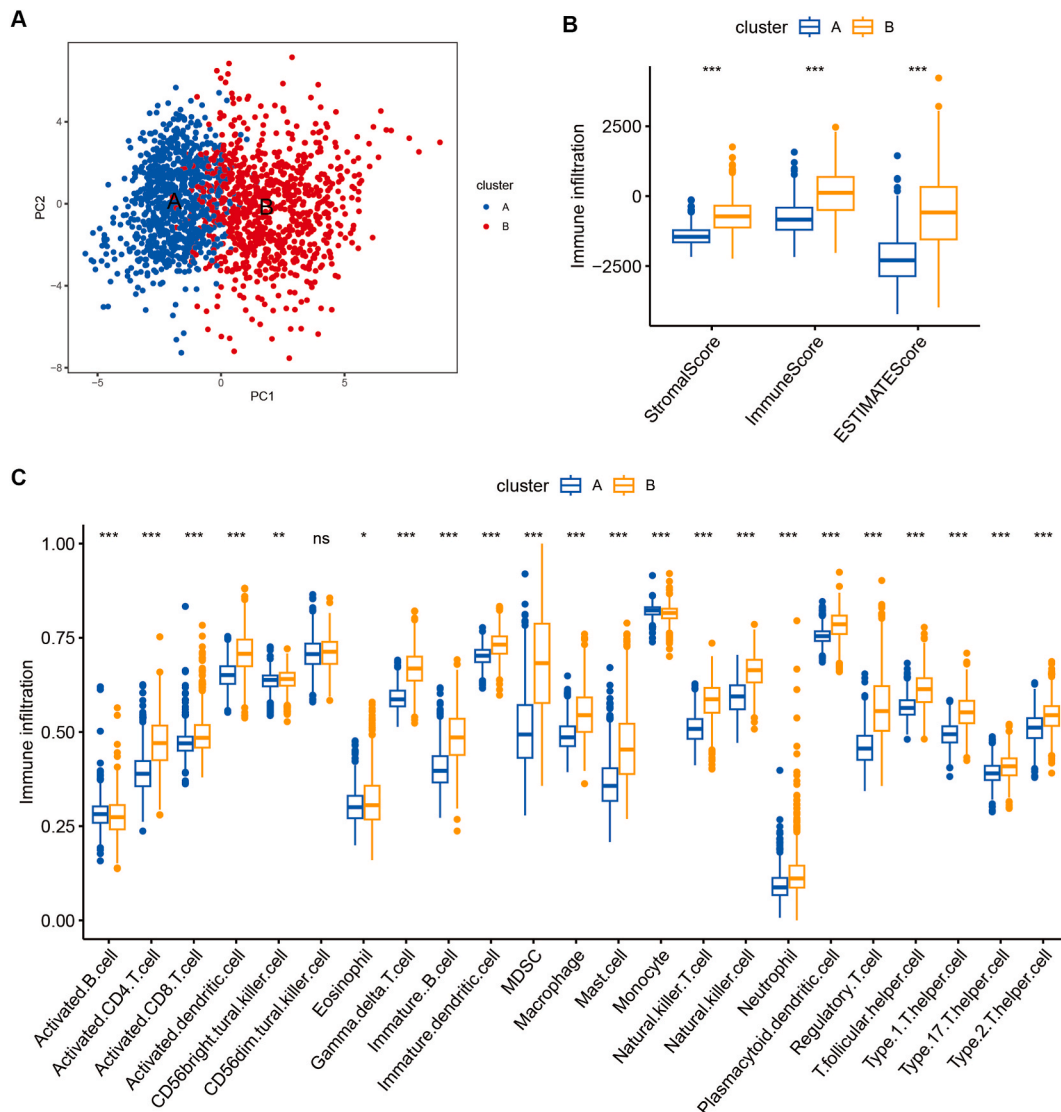 A
4
0
−4
−8
−5
0
5
PC2
PC1
A
B
cluster
A
B
B
cluster A B
*** *** ***
2500
0
−2500
Immune infiltration
StromalScore
ImmuneScore
ESTIMATEScore
C
cluster A B
*** *** *** *** ** ns * *** *** *** *** *** *** *** *** *** *** *** *** *** *** *** ***
1.00
0.75
0.50
0.25
0.00
Immune infiltration
Activated.B.cell
Activated.CD4.T.cell
Activated.CD8.T.cell
Activated.dendritic.cell
CD56bright.tural.killer.cell
CD56dim.tural.killer.cell
Eosinophil
Gamma.delta.T.cell
Immature..B.cell
Immature.dendritic.cell
MDSC
Macrophage
Mast.cell
Monocyte
Natural.killer.T.cell
Natural.killer.cell
Neutrophil
Plasmacytoid.dendritic.cell
Regulatory.T.cell
T.follicular.helper.cell
Type.1.T.helper.cell
Type.17.T.helper.cell
Type.2.T.helper.cell